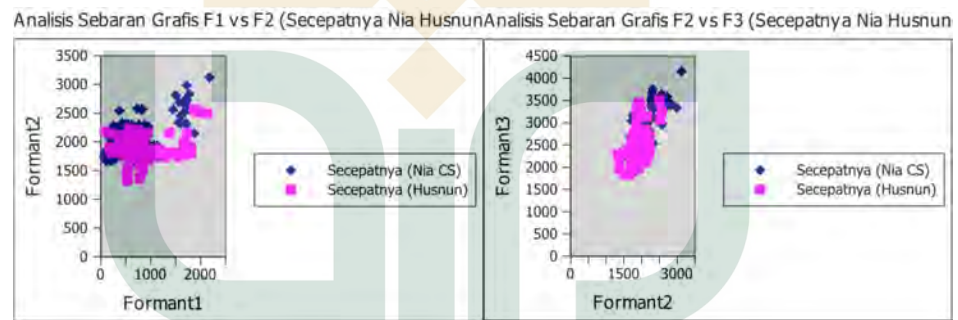 Analisis Sebaran Grafis F1 vs F2 (Secepatnya Nia Husnun
3500
3000
2500
2000
1500
1000
500
0
Formant2
0 1000 2000
Formant1
Secepatnya (Nia CS)
Secepatnya (Husnun)
Analisis Sebaran Grafis F2 vs F3 (Secepatnya Nia Husnun
4500
4000
3500
3000
2500
2000
1500
1000
500
0
Formant3
0 1500 3000
Formant2
Secepatnya (Nia CS)
Secepatnya (Husnun)